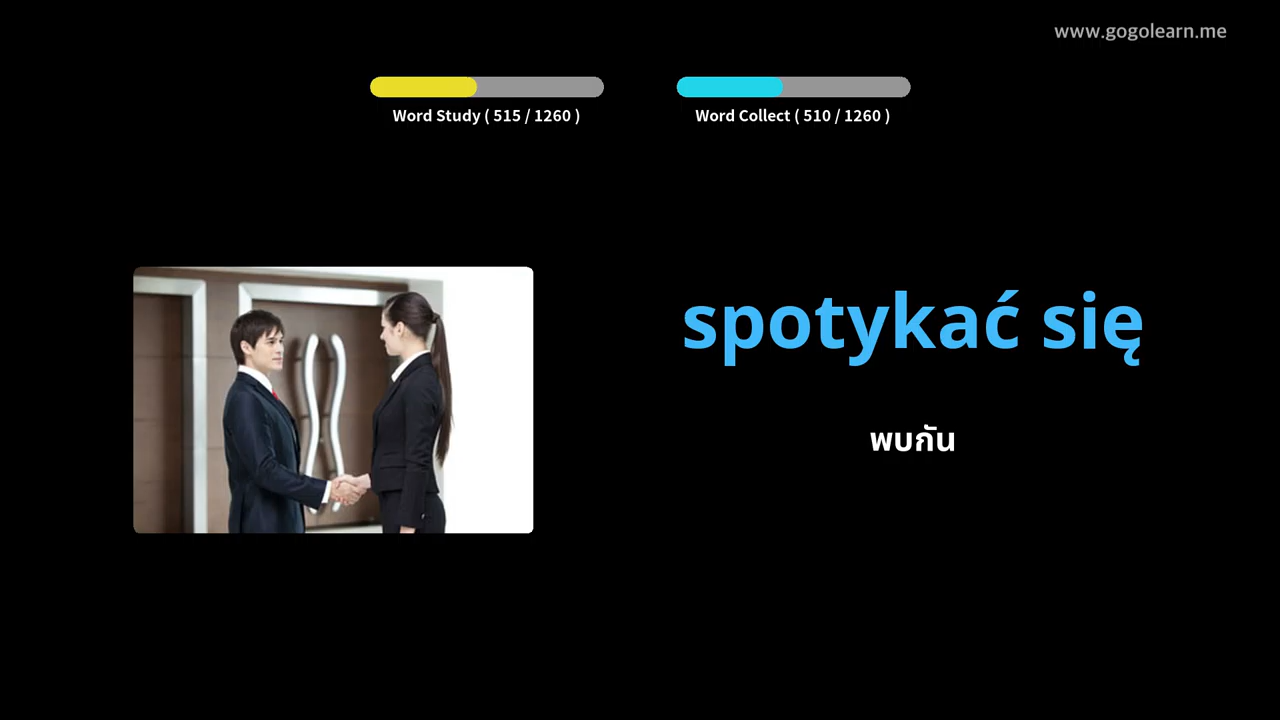 www.gogolearn.me
Word Study ( 515 / 1260 )
Word Collect ( 510 / 1260 )
spotykać się
พบกัน